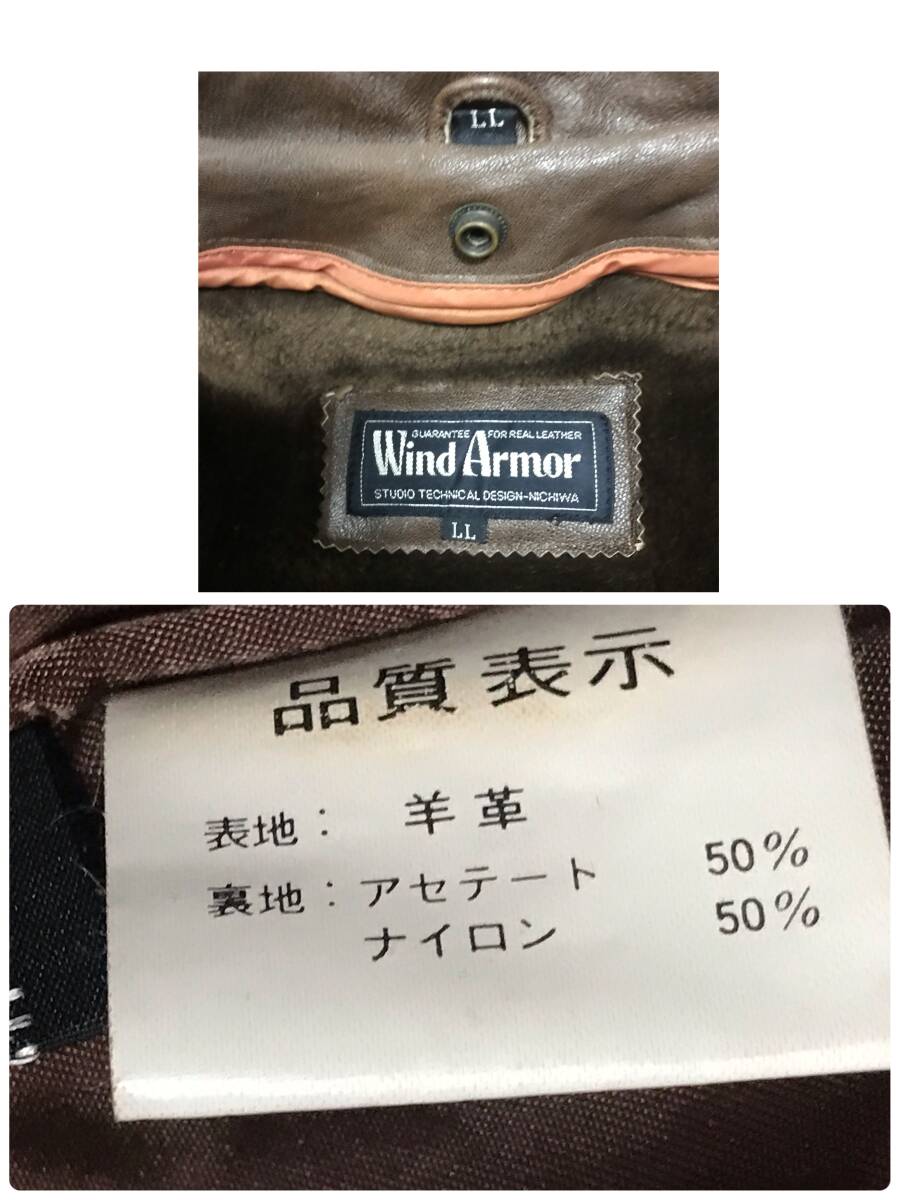 LL
GUARANTEE FOR REAL LEATHER
Wind Armor
STUDIO TECHNICAL DESIGN-NICHIWA
LL
品質表示
表地： 羊革
裏地：アセテート 50%
ナイロン 50%